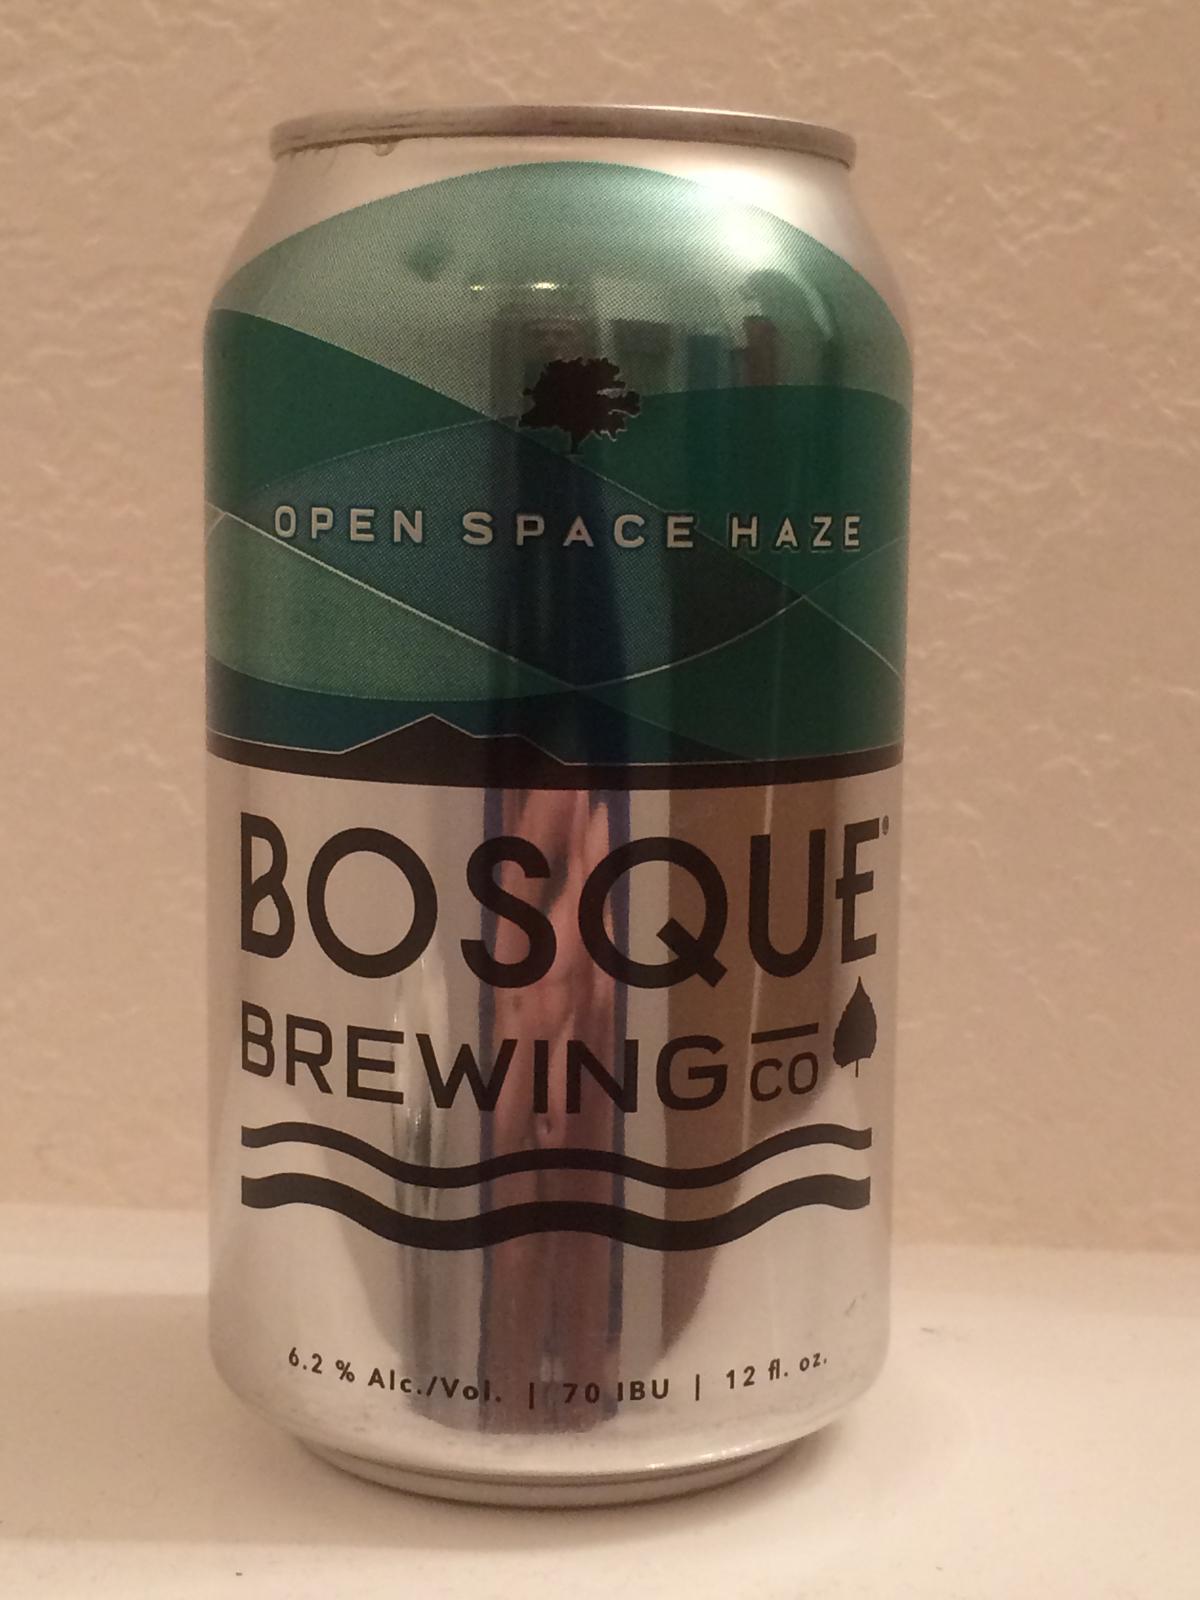 OPEN SPACE HAZE
BOSQUE®
BREWING CO
6.2 % Alc./Vol. | 70 IBU | 12 fl. oz.